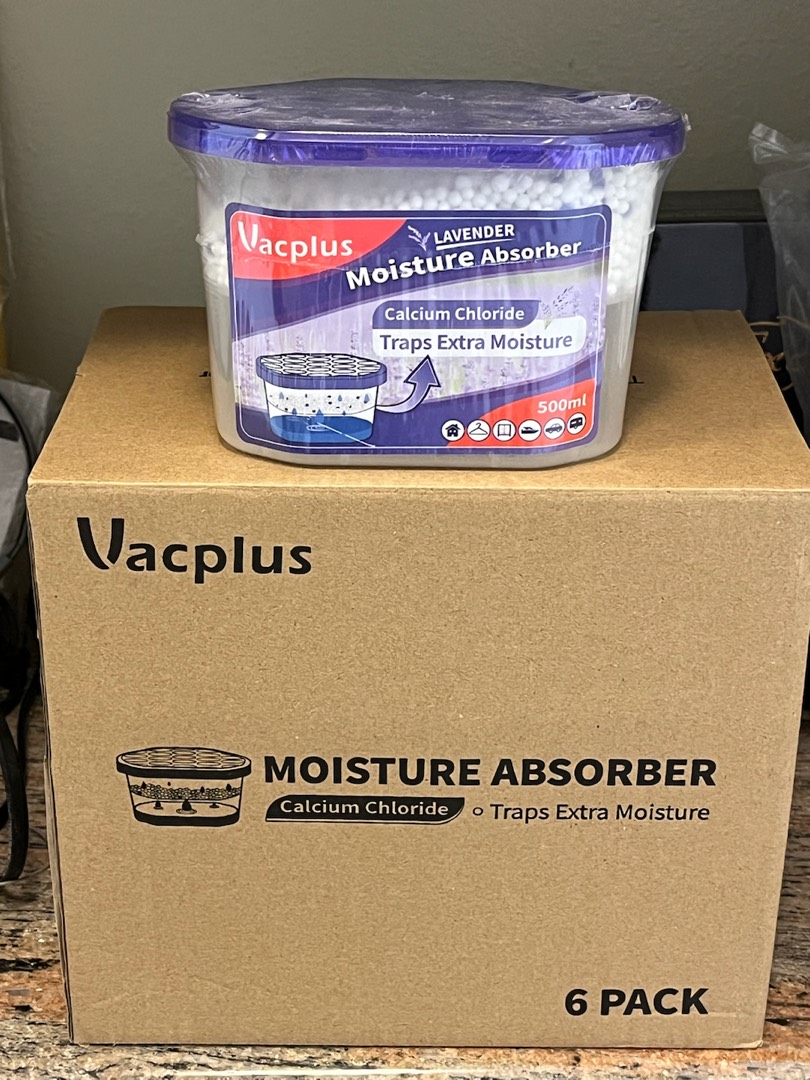 Vacplus
LAVENDER
Moisture Absorber
Calcium Chloride
Traps Extra Moisture
500ml
Vacplus
MOISTURE ABSORBER
Calcium Chloride o Traps Extra Moisture
6 PACK